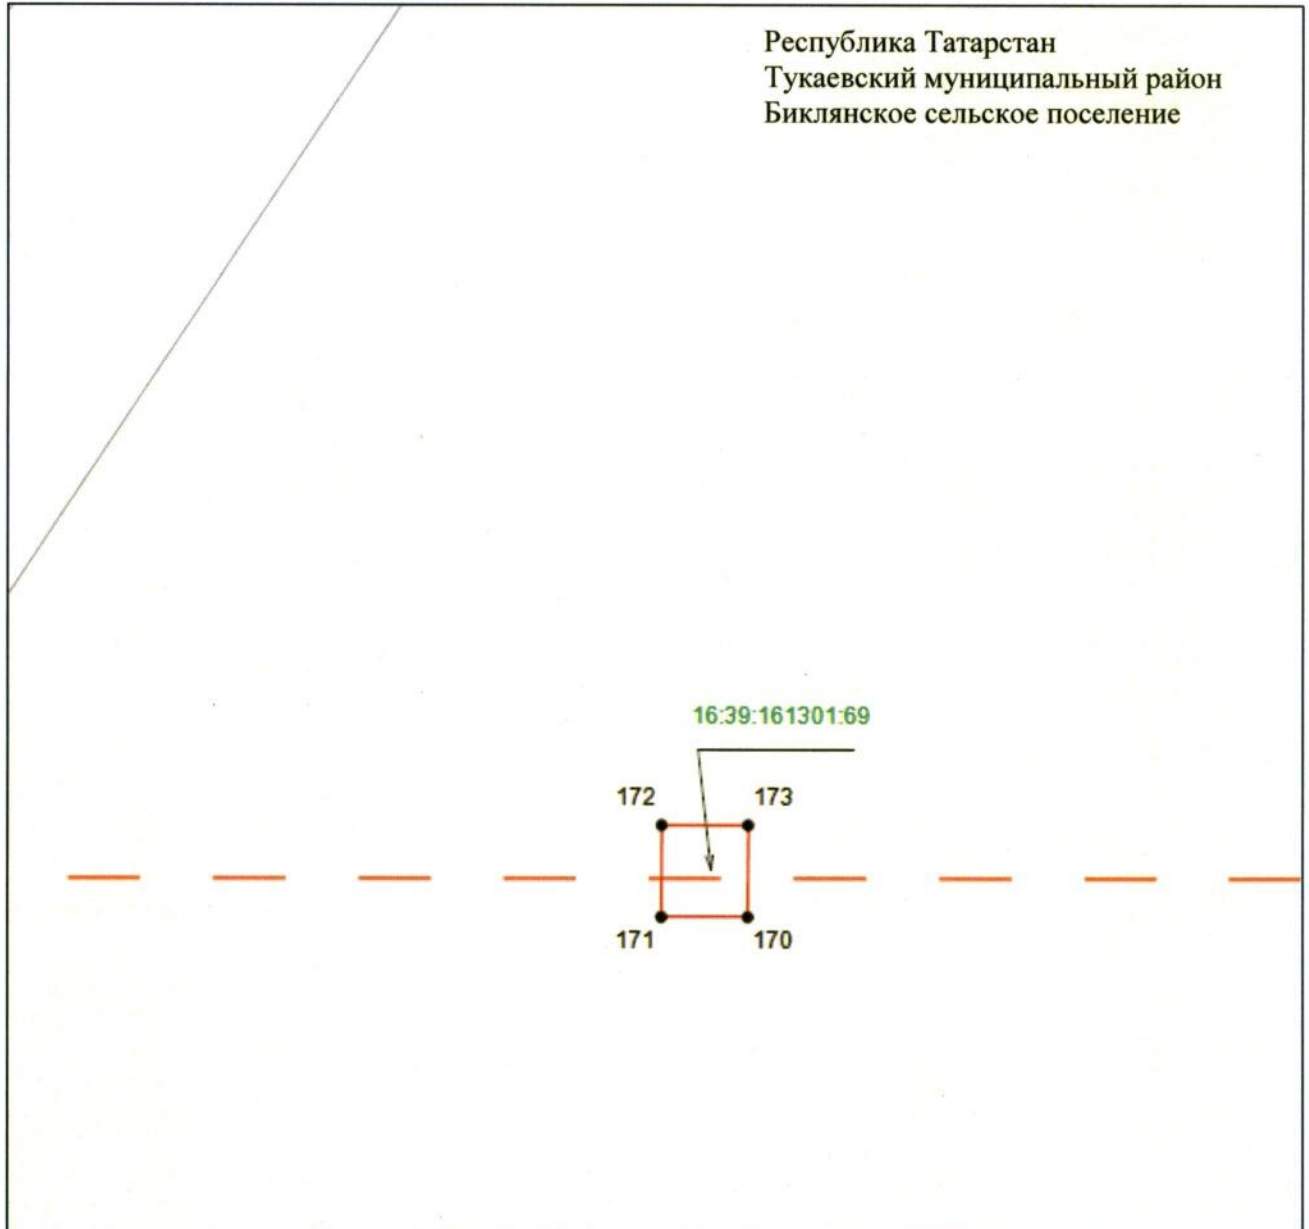 Республика Татарстан
Тукаевский муниципальный район
Биклянское сельское поселение
16:39:161301:69
172 173
171 170